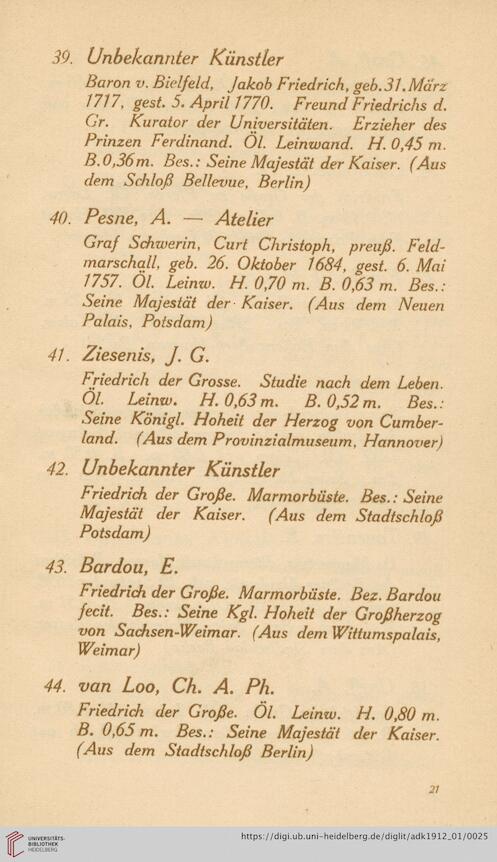 39. Unbekannter Künstler
Baron v. Bielfeld, Jakob Friedrich, geb. 31. März
1717, gest. 5. April 1770. Freund Friedrichs d.
Gr. Kurator der Universitäten. Erzieher des
Prinzen Ferdinand. Öl. Leinwand. H. 0,45 m.
B. 0,36 m. Bes.: Seine Majestät der Kaiser. (Aus
dem Schloß Bellevue, Berlin)
40. Pesne, A. — Atelier
Graf Schwerin, Curt Christoph, preuß. Feld-
marschall, geb. 26. Oktober 1684, gest. 6. Mai
1757. Öl. Leinw. H. 0,70 m. B. 0,63 m. Bes.:
Seine Majestät der Kaiser. (Aus dem Neuen
Palais, Potsdam)
41. Ziesenis, J. G.
Friedrich der Grosse. Studie nach dem Leben.
Öl. Leinw. H. 0,63 m. B. 0,52 m. Bes.:
Seine Königl. Hoheit der Herzog von Cumber-
land. (Aus dem Provinzialmuseum, Hannover)
42. Unbekannter Künstler
Friedrich der Große. Marmorbüste. Bes.: Seine
Majestät der Kaiser. (Aus dem Stadtschloß
Potsdam)
43. Bardou, E.
Friedrich der Große. Marmorbüste. Bez. Bardou
fecit. Bes.: Seine Kgl. Hoheit der Großherzog
von Sachsen-Weimar. (Aus dem Wittumspalais,
Weimar)
44. van Loo, Ch. A. Ph.
Friedrich der Große. Öl. Leinw. H. 0,80 m.
B. 0,65 m. Bes.: Seine Majestät der Kaiser.
(Aus dem Stadtschloß Berlin)
21
UNIVERSITÄTS-
BIBLIOTHEK
HEIDELBERG
https://digi.ub.uni-heidelberg.de/diglit/adk1912_01/0025